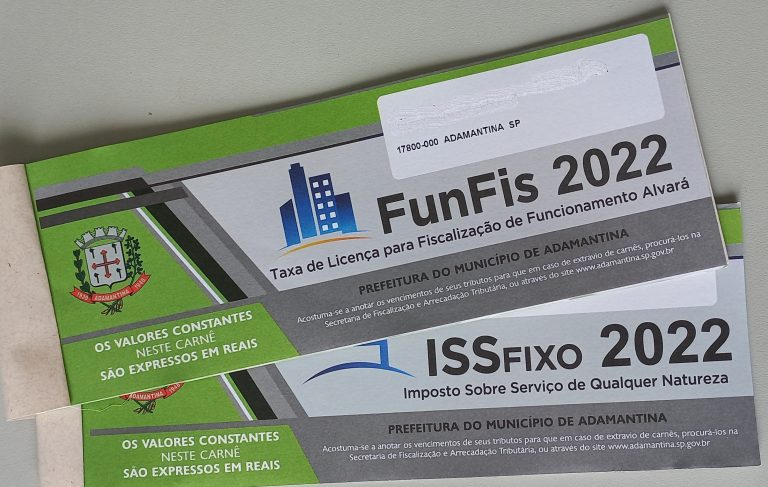 17800-000 ADAMANTINA SP
FunFis 2022
Taxa de Licença para Fiscalização de Funcionamento Alvará
PREFEITURA DO MUNICÍPIO DE ADAMANTINA
Acostuma-se a anotar os vencimentos de seus tributos para que em caso de extravio de carnês, procurá-los na
Secretaria de Fiscalização e Arrecadação Tributária, ou através do site www.adamantina.sp.gov.br
ADAMANTINA
OS VALORES CONSTANTES
NESTE CARNÊ
SÃO EXPRESSOS EM REAIS
ISSFIXO 2022
Imposto Sobre Serviço de Qualquer Natureza
PREFEITURA DO MUNICÍPIO DE ADAMANTINA
Acostuma-se a anotar os vencimentos de seus tributos para que em caso de extravio de carnês, procurá-los na
Secretaria de Fiscalização e Arrecadação Tributária, ou através do site www.adamantina.sp.gov.br
ADAMANTINA
OS VALORES CONSTANTES
NESTE CARNÊ
SÃO EXPRESSOS EM REAIS